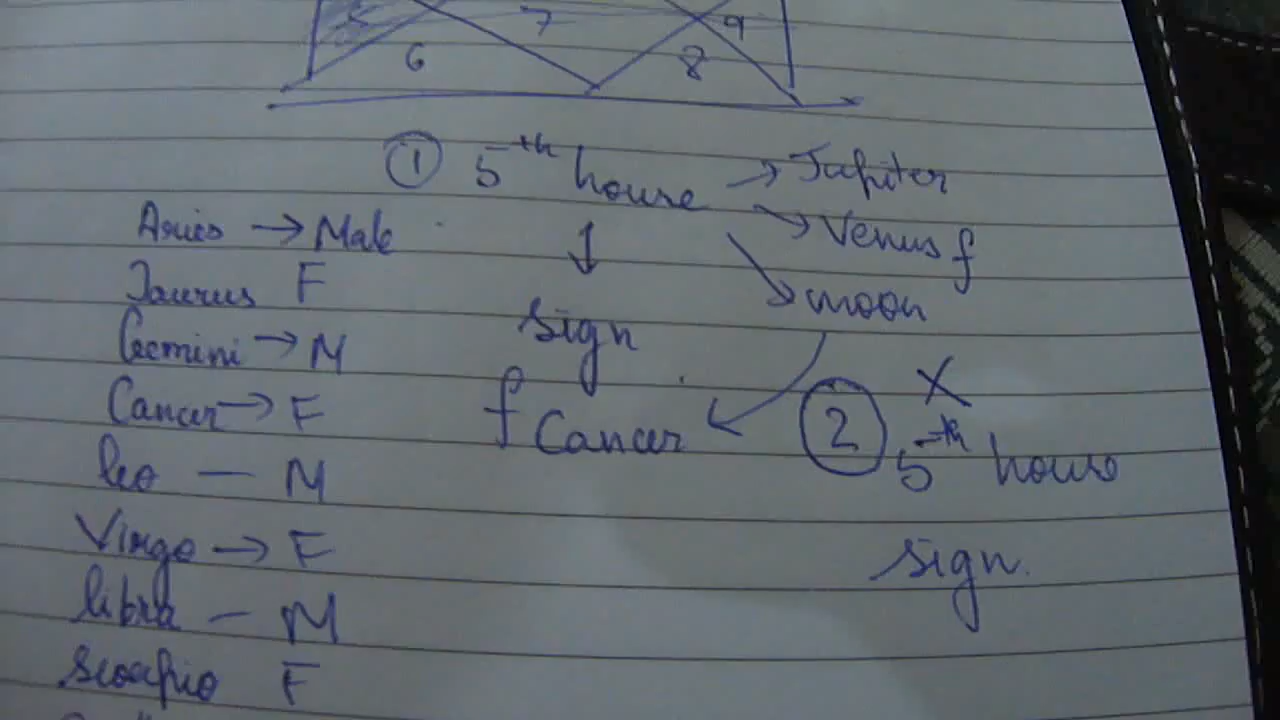 5 7 9
6 8
① 5th house → Jupiter
→ Venus f
→ moon
Aries → Male
Taurus F
Gemini → M
Cancer → F
leo — M
Virgo → F
libra — M
Scorpio F
↓
sign
f Cancer
X
② 5th house
sign.